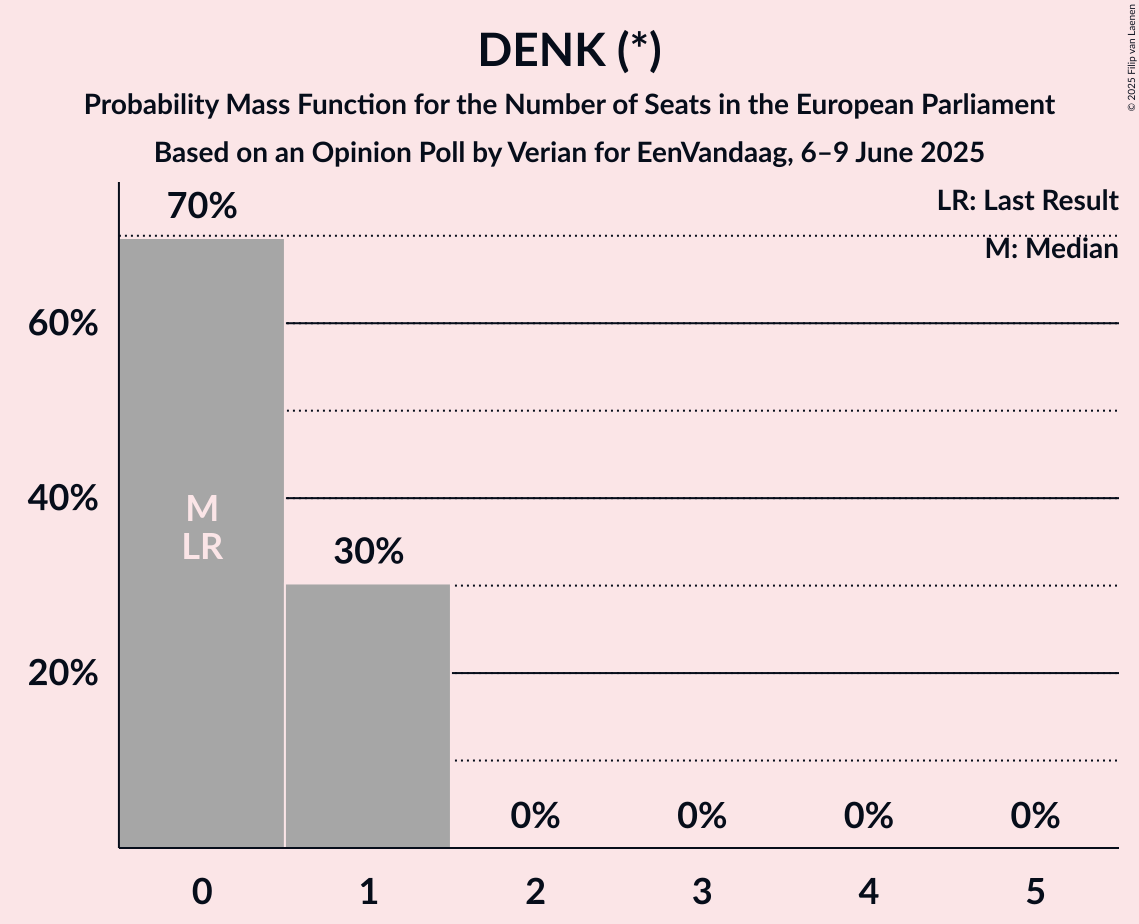 DENK (*)
Probability Mass Function for the Number of Seats in the European Parliament
Based on an Opinion Poll by Verian for EenVandaag, 6–9 June 2025
© 2025 Filip van Laenen
LR: Last Result
M: Median
70%
60%
40%
20%
M
LR
30%
0%
0%
0%
0%
0
1
2
3
4
5